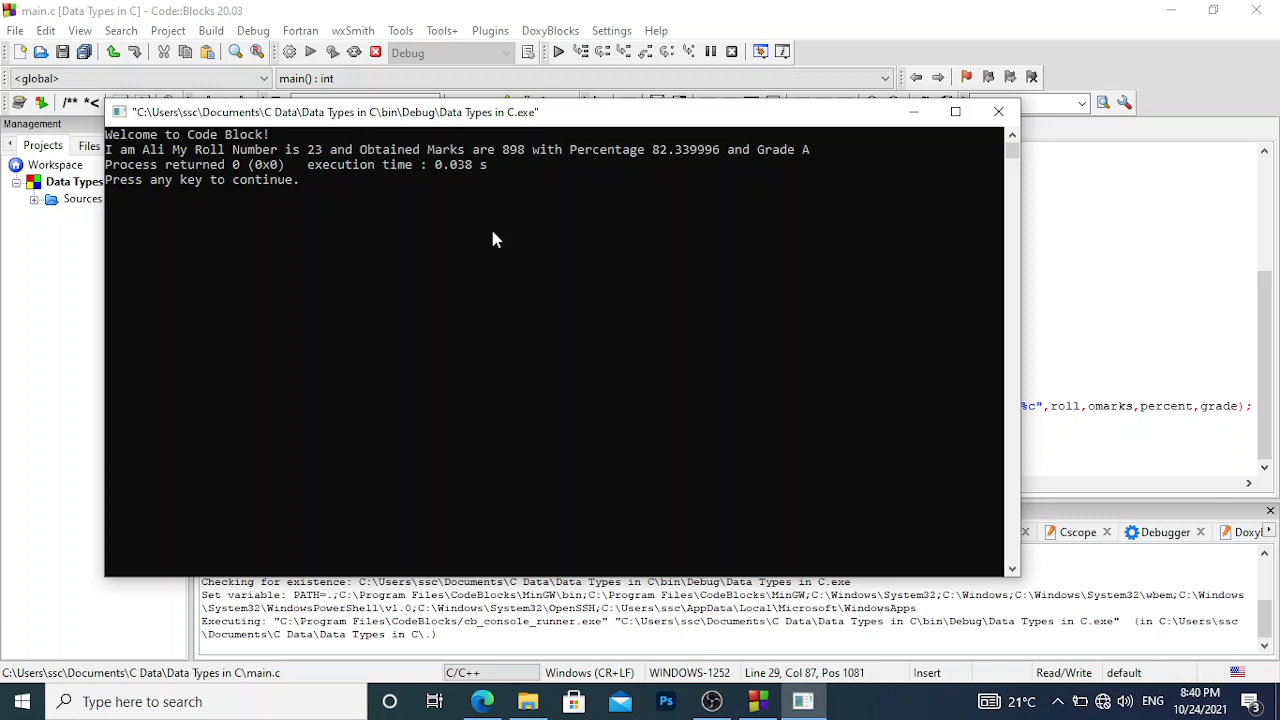 main.c [Data Types in C] - Code::Blocks 20.03
File Edit View Search Project Build Debug Fortran wxSmith Tools Tools+ Plugins DoxyBlocks Settings Help
Debug
<global> main() : int
/** *<
Management
"C:\Users\ssc\Documents\C Data\Data Types in C\bin\Debug\Data Types in C.exe"
Projects Files
Workspace
Data Types
Sources
Welcome to Code Block!
I am Ali My Roll Number is 23 and Obtained Marks are 898 with Percentage 82.339996 and Grade A
Process returned 0 (0x0) execution time : 0.038 s
Press any key to continue.
%c",roll,omarks,percent,grade);
Cscope Debugger Doxyl
Checking for existence: C:\Users\ssc\Documents\C Data\Data Types in C\bin\Debug\Data Types in C.exe
Set variable: PATH=.;C:\Program Files\CodeBlocks\MinGW\bin;C:\Program Files\CodeBlocks\MinGW;C:\Windows\System32;C:\Windows;C:\Windows\System32\wbem;C:\Windows
\System32\WindowsPowerShell\v1.0;C:\Windows\System32\OpenSSH;C:\Users\ssc\AppData\Local\Microsoft\WindowsApps
Executing: "C:\Program Files\CodeBlocks/cb_console_runner.exe" "C:\Users\ssc\Documents\C Data\Data Types in C\bin\Debug\Data Types in C.exe" (in C:\Users\ssc
\Documents\C Data\Data Types in C\.)
C:\Users\ssc\Documents\C Data\Data Types in C\main.c C/C++ Windows (CR+LF) WINDOWS-1252 Line 29, Col 87, Pos 1081 Insert Read/Write default
Type here to search
Ps
21°C
ENG
8:40 PM
10/24/2021
3